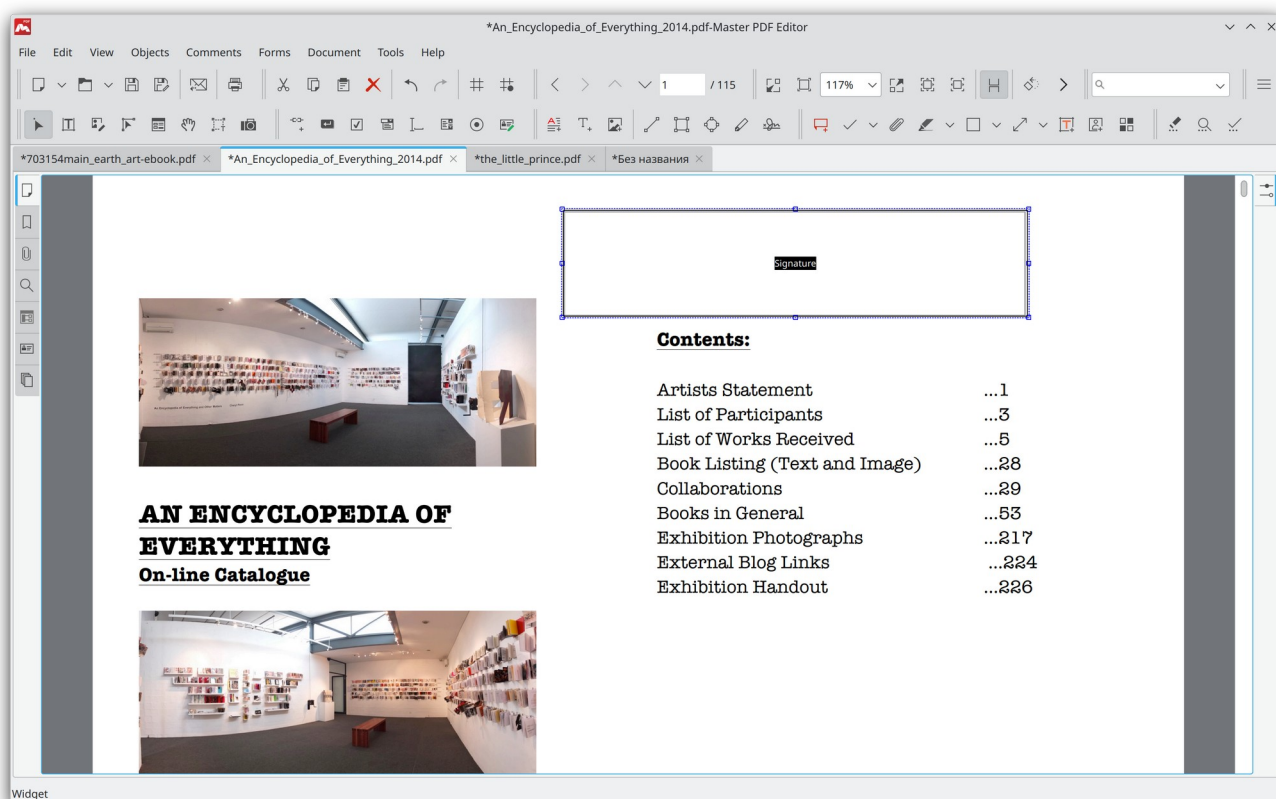 *An_Encyclopedia_of_Everything_2014.pdf-Master PDF Editor
File Edit View Objects Comments Forms Document Tools Help
1 / 115 117%
*703154main_earth_art-ebook.pdf *An_Encyclopedia_of_Everything_2014.pdf *the_little_prince.pdf *Без названия
Signature
AN ENCYCLOPEDIA OF
EVERYTHING
On-line Catalogue
Contents:
Artists Statement ...1
List of Participants ...3
List of Works Received ...5
Book Listing (Text and Image) ...28
Collaborations ...29
Books in General ...53
Exhibition Photographs ...217
External Blog Links ...224
Exhibition Handout ...226
Widget